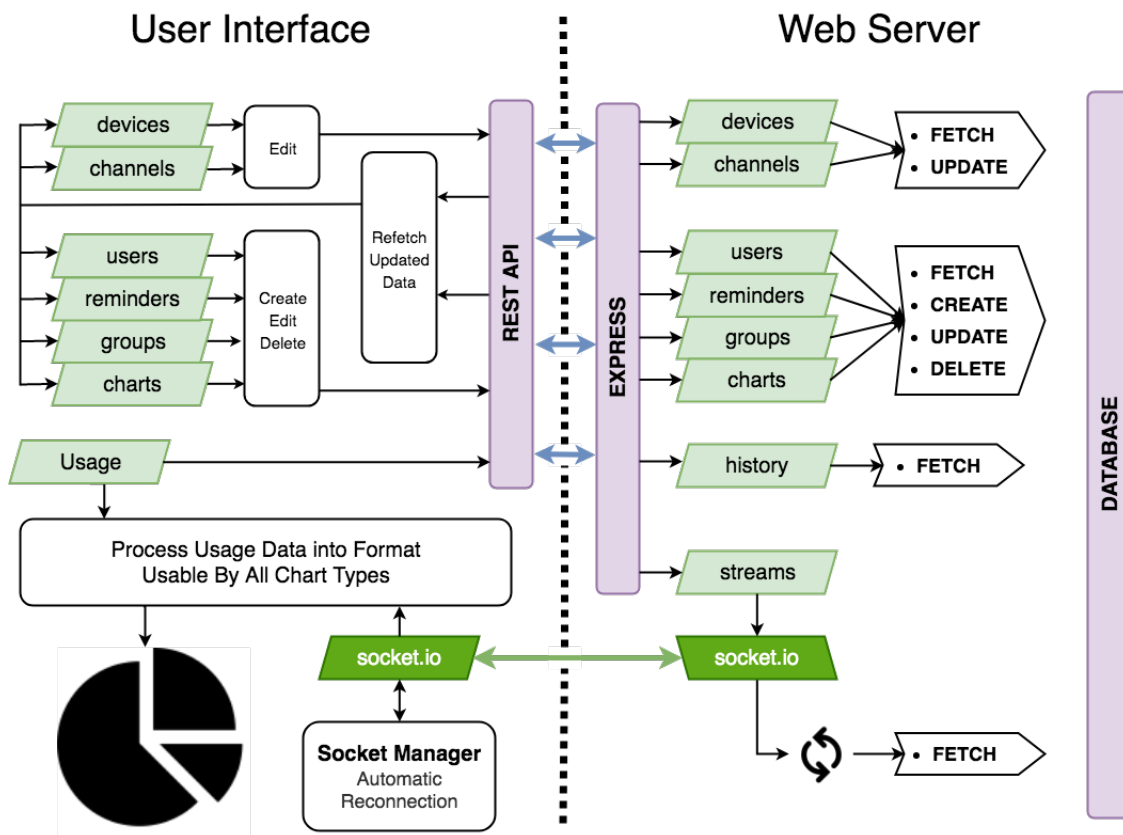 User Interface
Web Server
devices
channels
Edit
Refetch
Updated
Data
users
reminders
groups
charts
Create
Edit
Delete
REST API
Usage
Process Usage Data into Format
Usable By All Chart Types
socket.io
Socket Manager
Automatic
Reconnection
EXPRESS
devices
channels
• FETCH
• UPDATE
users
reminders
groups
charts
• FETCH
• CREATE
• UPDATE
• DELETE
history
• FETCH
streams
socket.io
• FETCH
DATABASE